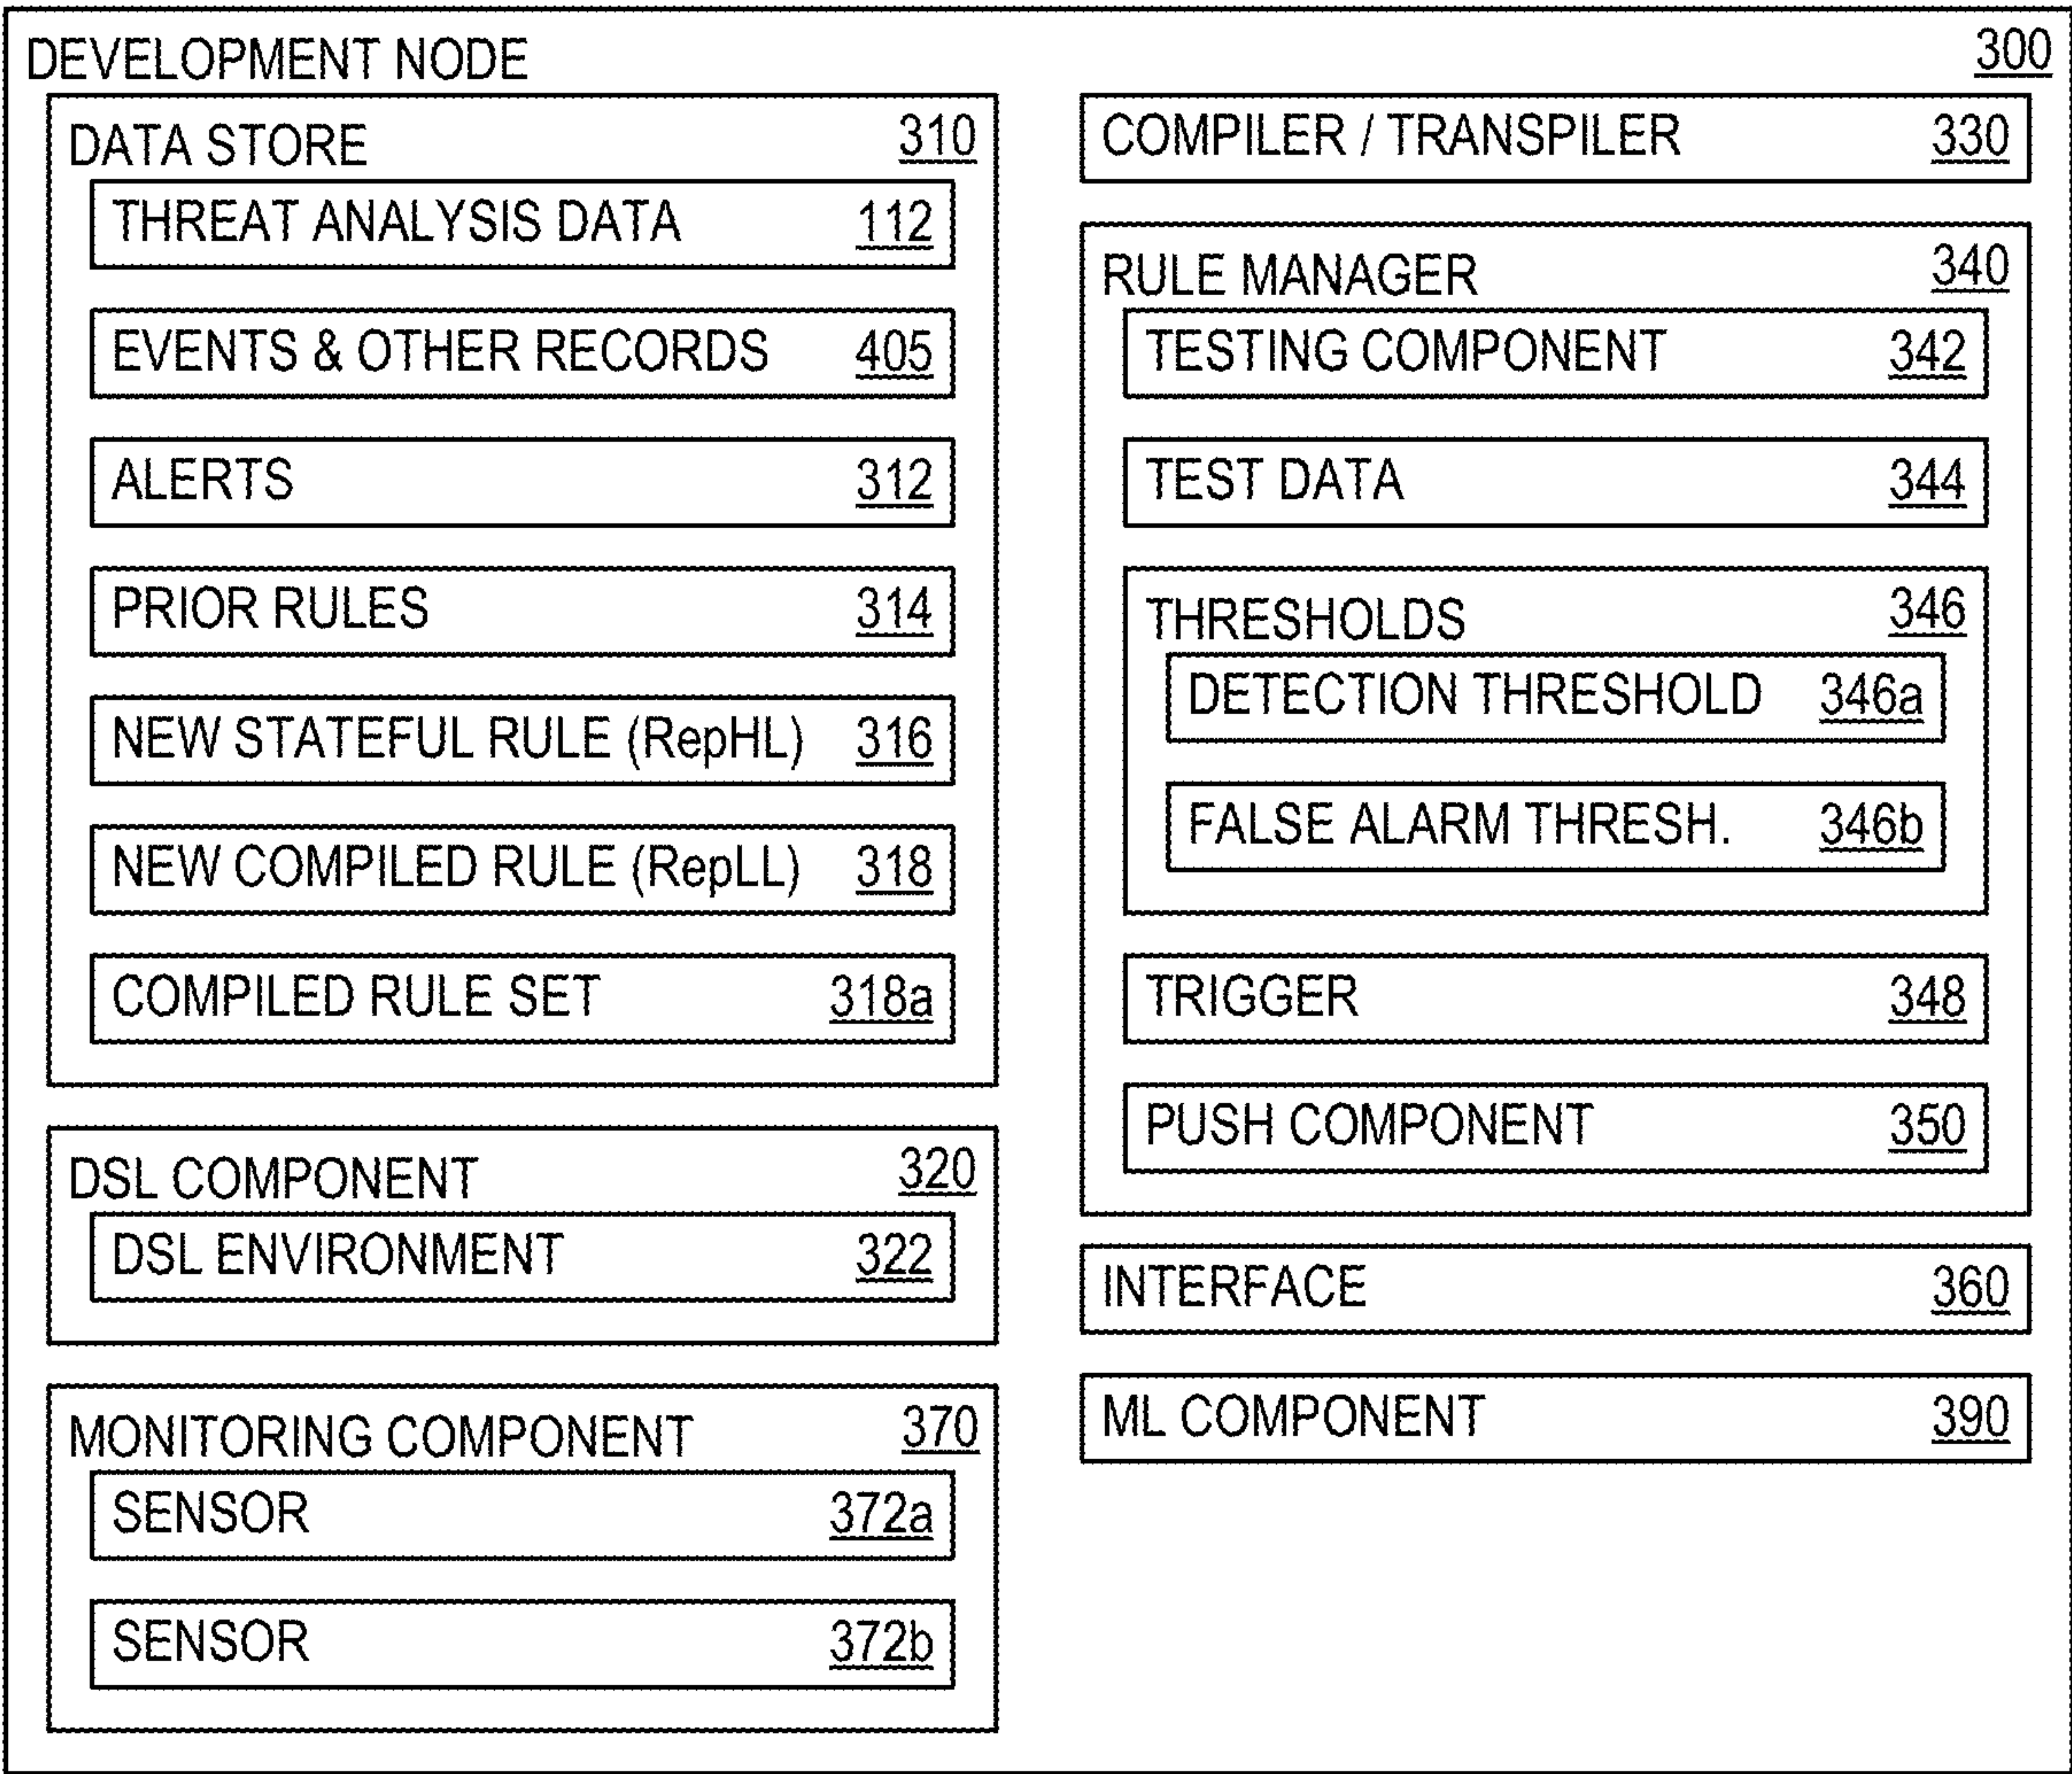 DEVELOPMENT NODE 300
DATA STORE 310
THREAT ANALYSIS DATA 112
EVENTS & OTHER RECORDS 405
ALERTS 312
PRIOR RULES 314
NEW STATEFUL RULE (RepHL) 316
NEW COMPILED RULE (RepLL) 318
COMPILED RULE SET 318a
DSL COMPONENT 320
DSL ENVIRONMENT 322
MONITORING COMPONENT 370
SENSOR 372a
SENSOR 372b
COMPILER / TRANSPILER 330
RULE MANAGER 340
TESTING COMPONENT 342
TEST DATA 344
THRESHOLDS 346
DETECTION THRESHOLD 346a
FALSE ALARM THRESH. 346b
TRIGGER 348
PUSH COMPONENT 350
INTERFACE 360
ML COMPONENT 390